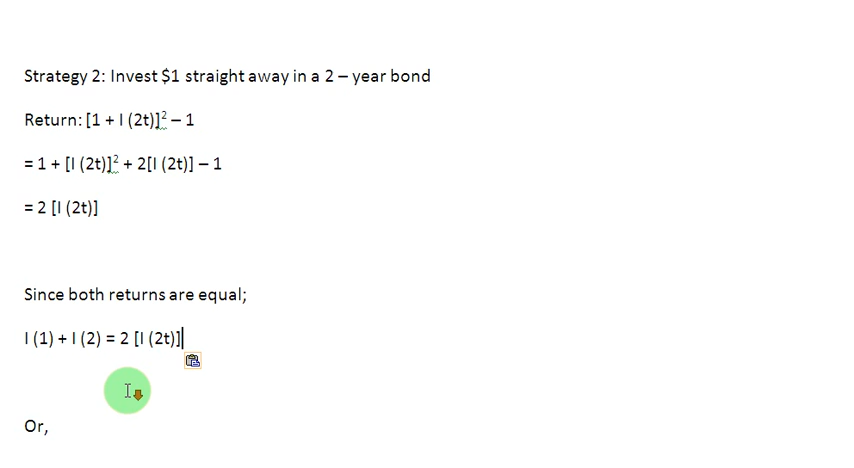 Strategy 2: Invest $1 straight away in a 2 – year bond
Return: [1 + I (2t)]² – 1
= 1 + [I (2t)]² + 2[I (2t)] – 1
= 2 [I (2t)]
Since both returns are equal;
I (1) + I (2) = 2 [I (2t)]
Or,